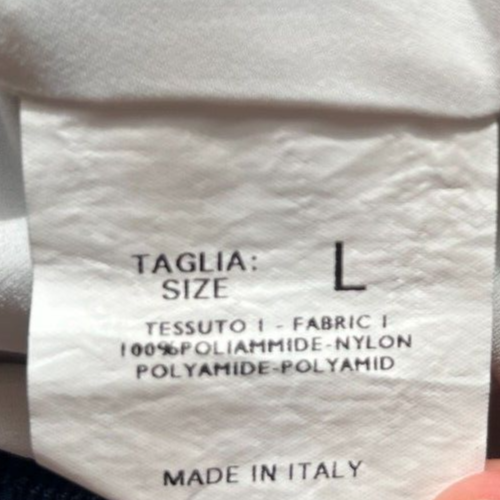 TAGLIA: L
SIZE
TESSUTO 1 - FABRIC 1
100%POLIAMMIDE-NYLON
POLYAMIDE-POLYAMID
MADE IN ITALY